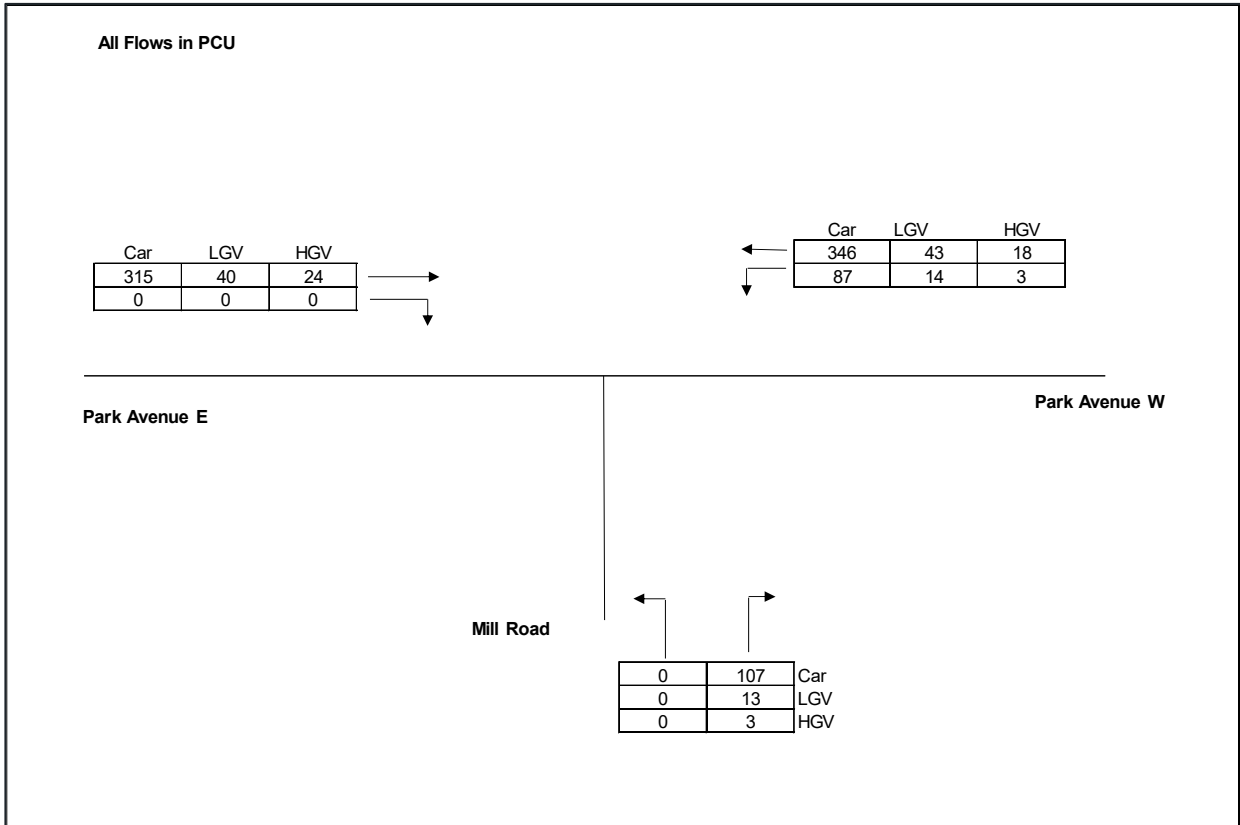 All Flows in PCU
Car LGV HGV
346 43 18
87 14 3
Car LGV HGV
315 40 24
0 0 0
Park Avenue W
Park Avenue E
Mill Road
0 107 Car
0 13 LGV
0 3 HGV